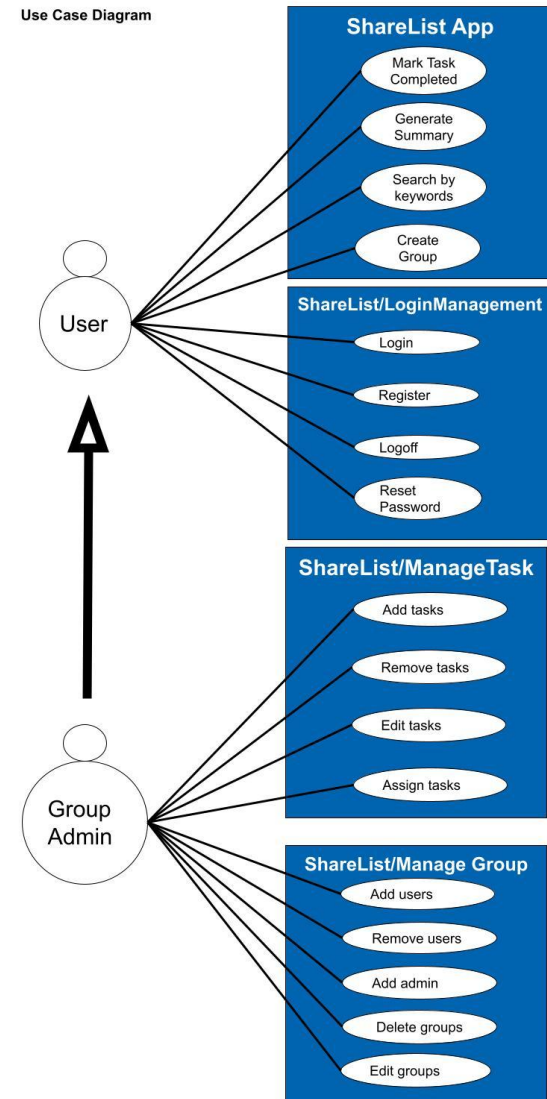 Use Case Diagram
ShareList App
Mark Task
Completed
Generate
Summary
Search by
keywords
Create
Group
User
ShareList/LoginManagement
Login
Register
Logoff
Reset
Password
ShareList/ManageTask
Add tasks
Remove tasks
Edit tasks
Assign tasks
Group
Admin
ShareList/Manage Group
Add users
Remove users
Add admin
Delete groups
Edit groups